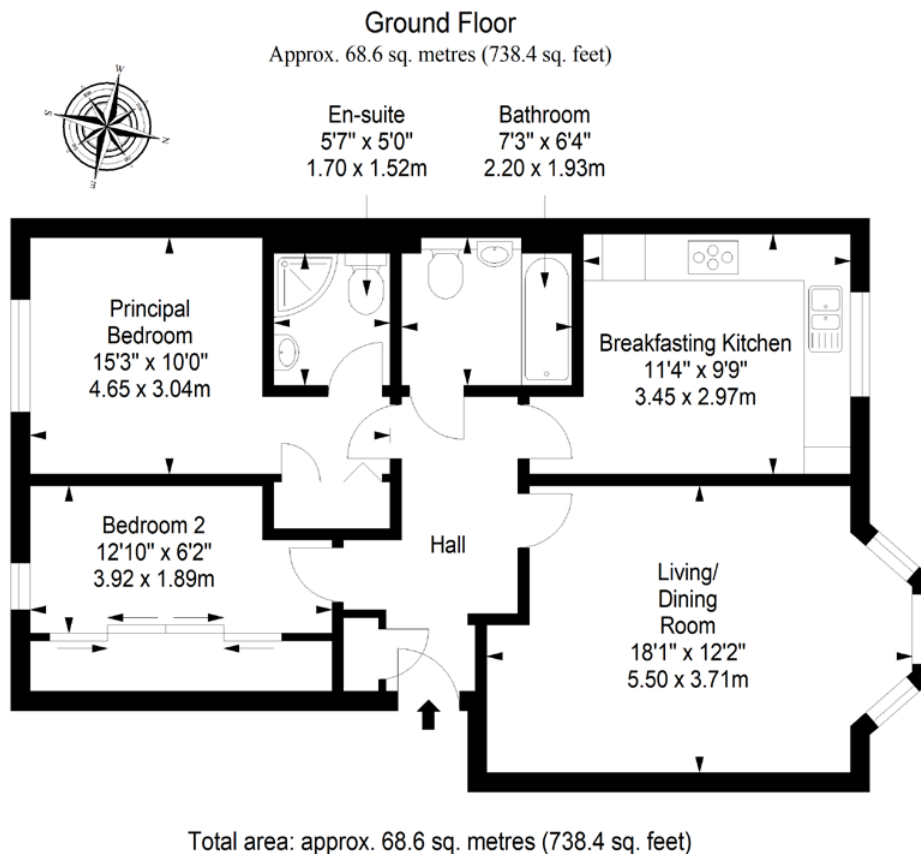 Ground Floor
Approx. 68.6 sq. metres (738.4 sq. feet)
W
S
N
E
En-suite
5'7" x 5'0"
1.70 x 1.52m
Bathroom
7'3" x 6'4"
2.20 x 1.93m
Principal
Bedroom
15'3" x 10'0"
4.65 x 3.04m
Breakfasting Kitchen
11'4" x 9'9"
3.45 x 2.97m
Bedroom 2
12'10" x 6'2"
3.92 x 1.89m
Hall
Living/
Dining
Room
18'1" x 12'2"
5.50 x 3.71m
Total area: approx. 68.6 sq. metres (738.4 sq. feet)